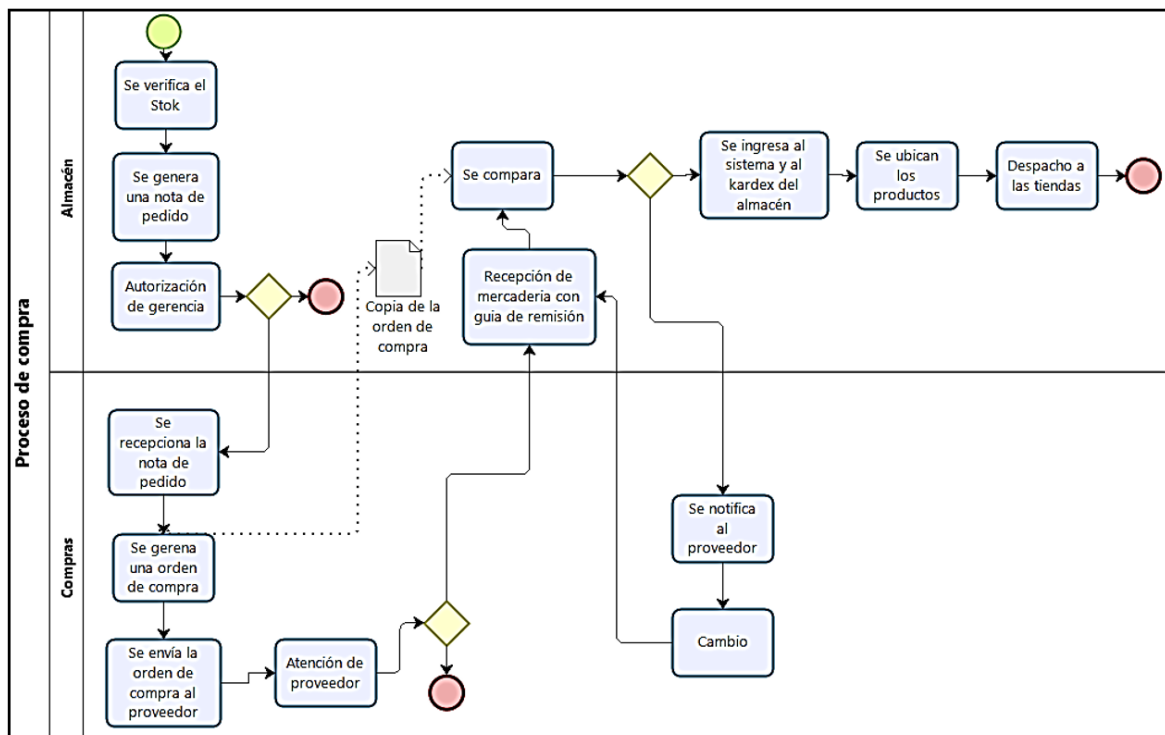 Proceso de compra
Almacén
Se verifica el
Stok
Se genera
una nota de
pedido
Autorización
de gerencia
Copia de la
orden de
compra
Se compara
Recepción de
mercaderia con
guia de remisión
Se ingresa al
sistema y al
kardex del
almacén
Se ubican
los
productos
Despacho a
las tiendas
Compras
Se
recepciona la
nota de
pedido
Se gerena
una orden
de compra
Se envía la
orden de
compra al
proveedor
Atención de
proveedor
Se notifica
al
proveedor
Cambio